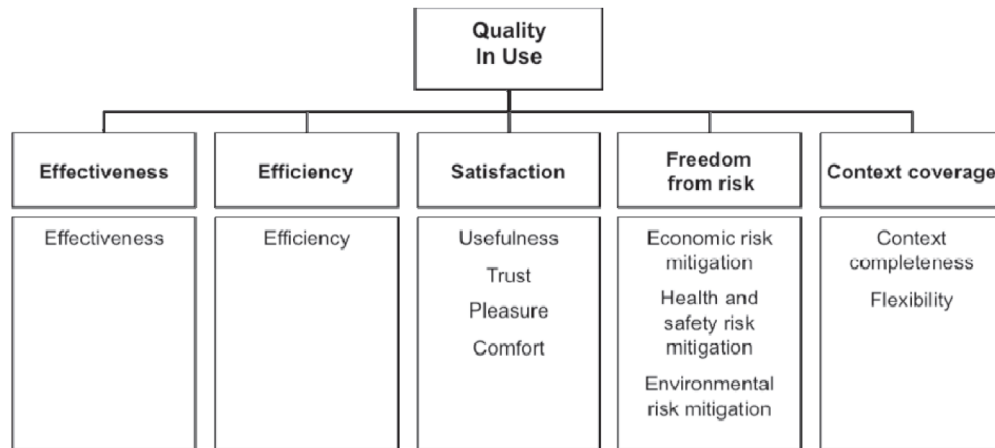 Quality
In Use
Effectiveness
Efficiency
Satisfaction
Freedom
from risk
Context coverage
Effectiveness
Efficiency
Usefulness
Trust
Pleasure
Comfort
Economic risk
mitigation
Health and
safety risk
mitigation
Environmental
risk mitigation
Context
completeness
Flexibility